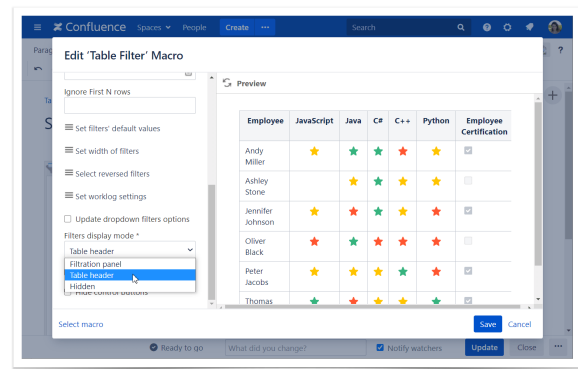 Confluence Spaces People Create ••• Search
Parag
?
Ta
S
Edit ‘Table Filter’ Macro
Ignore First N rows
Set filters' default values
Set width of filters
Select reversed filters
Set worklog settings
Update dropdown filters options
Filters display mode *
Table header
Filtration panel
Table header
Hidden
Hide control buttons
Preview
Employee JavaScript Java C# C++ Python Employee Certification
Andy
Miller
Ashley
Stone
Jennifer
Johnson
Oliver
Black
Peter
Jacobs
Thomas
Select macro
Save Cancel
Ready to go What did you change? Notify watchers Update Close •••